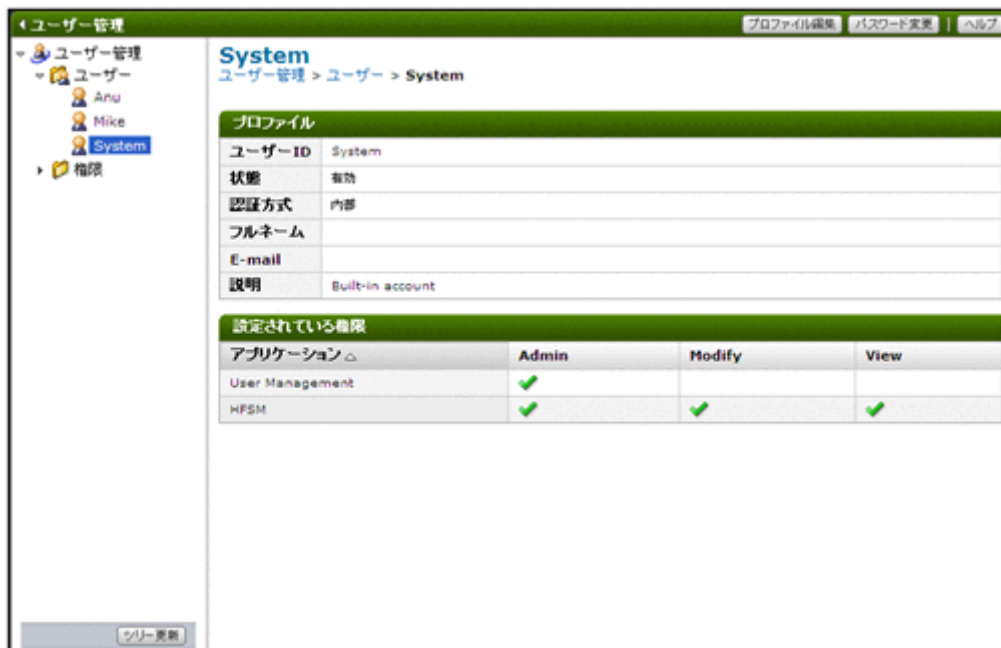 ユーザー管理
プロファイル編集 パスワード変更 | ヘルプ
ユーザー管理
ユーザー
Anu
Mike
System
権限
System
ユーザー管理 > ユーザー > System
プロファイル
ユーザーID System
状態 有効
認証方式 内部
フルネーム
E-mail
説明 Built-in account
設定されている権限
アプリケーション Admin Modify View
User Management
HFSM
ツリー更新